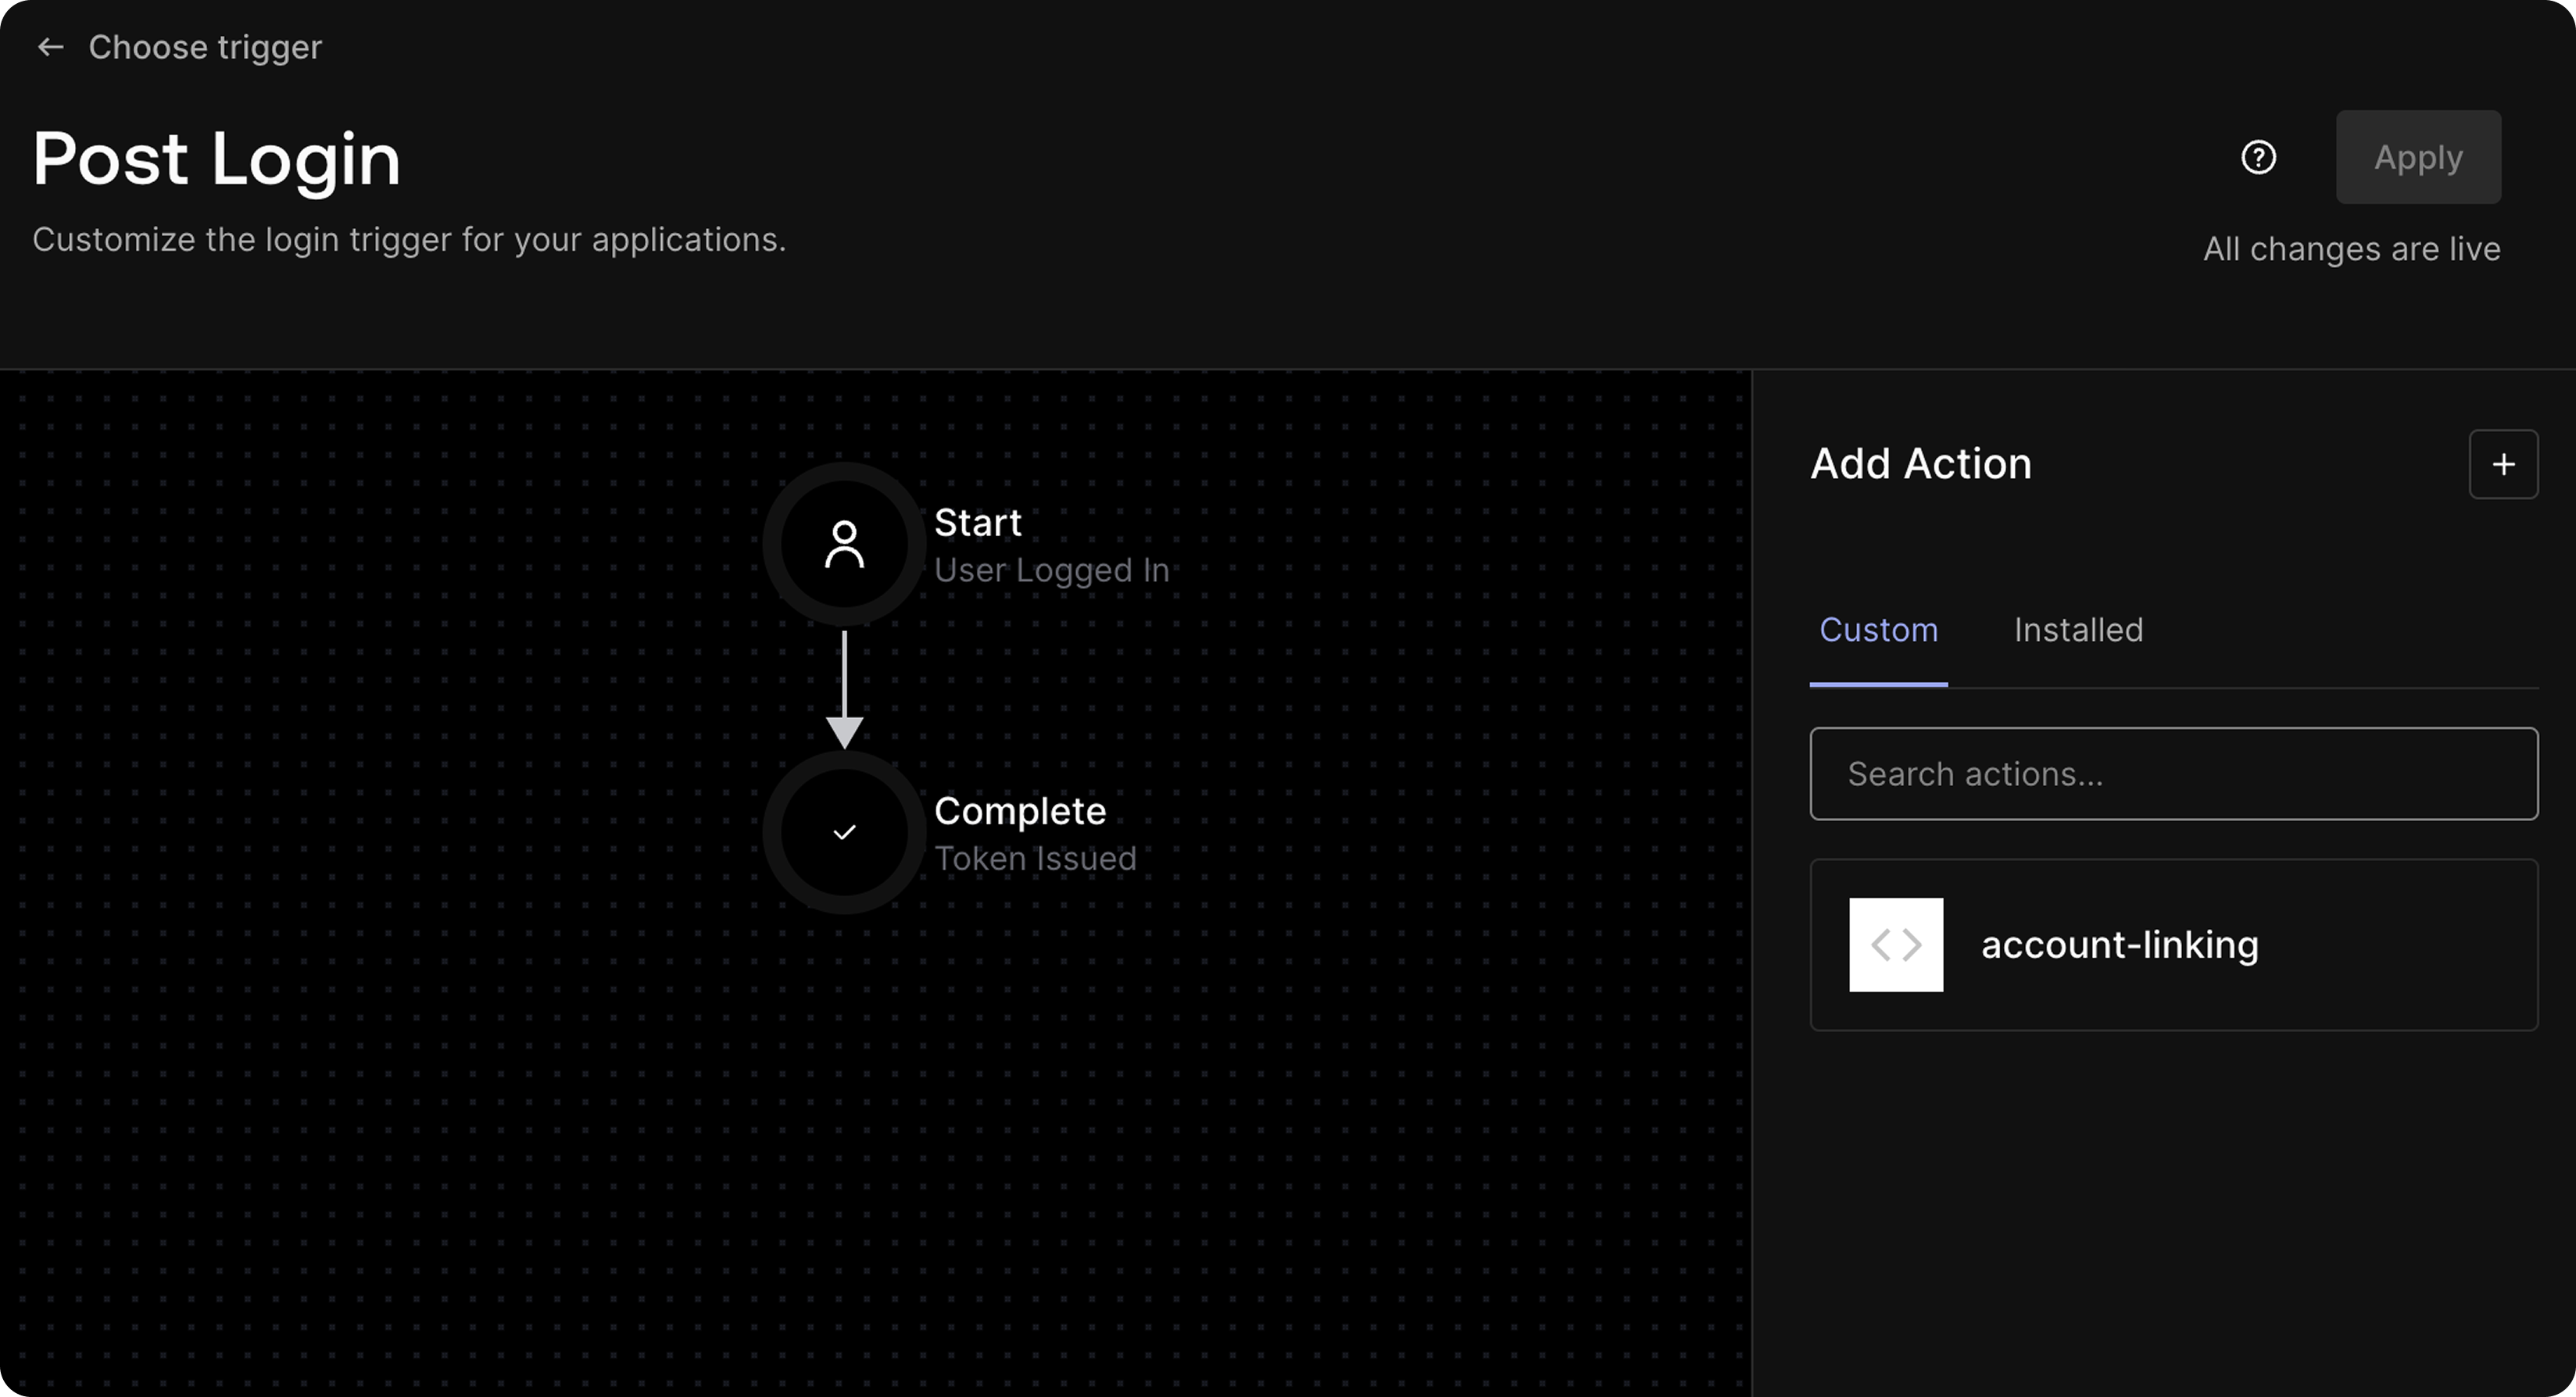 Choose trigger
Post Login
Customize the login trigger for your applications.
Apply
All changes are live
Start
User Logged In
Complete
Token Issued
Add Action
Custom
Installed
Search actions...
account-linking